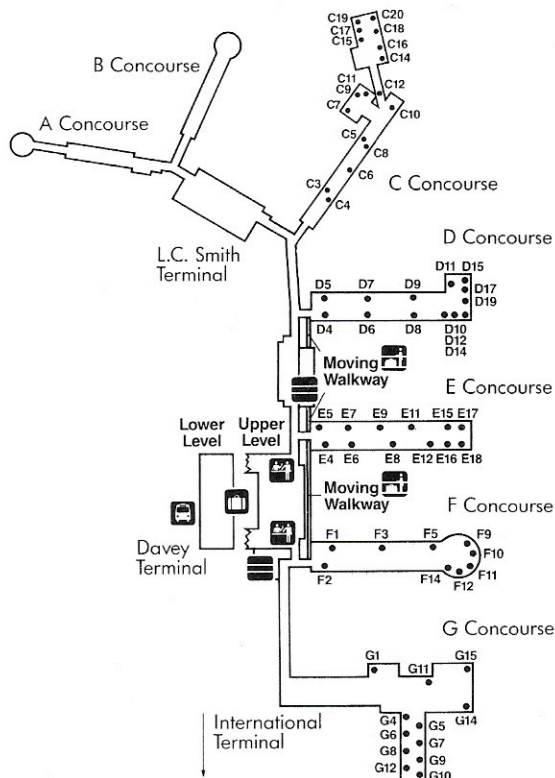 C19
C20
C17
C18
C15
C16
C14
B Concourse
C11
C12
C9
C10
C7
A Concourse
C5
C8
C6
C3
C Concourse
C4
L.C. Smith
Terminal
D Concourse
D11
D15
D5
D7
D9
D17
D19
D4
D6
D8
D10
D12
D14
Moving
Walkway
E Concourse
Lower
Level
Upper
Level
E5
E7
E9
E11
E15
E17
E4
E6
E8
E12
E16
E18
Moving
Walkway
F Concourse
Davey
Terminal
F1
F3
F5
F9
F10
F2
F14
F11
F12
G Concourse
G1
G11
G15
International
Terminal
G4
G14
G5
G6
G7
G8
G9
G12
G10